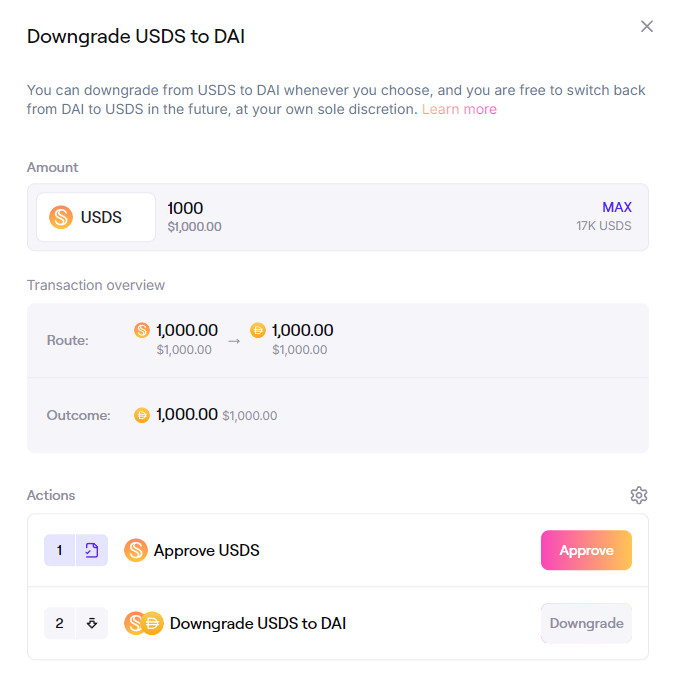 Downgrade USDS to DAI
You can downgrade from USDS to DAI whenever you choose, and you are free to switch back
from DAI to USDS in the future, at your own sole discretion. Learn more
Amount
USDS
1000
$1,000.00
MAX
17K USDS
Transaction overview
Route:
1,000.00 → 1,000.00
$1,000.00 $1,000.00
Outcome:
1,000.00 $1,000.00
Actions
1 Approve USDS Approve
2 Downgrade USDS to DAI Downgrade